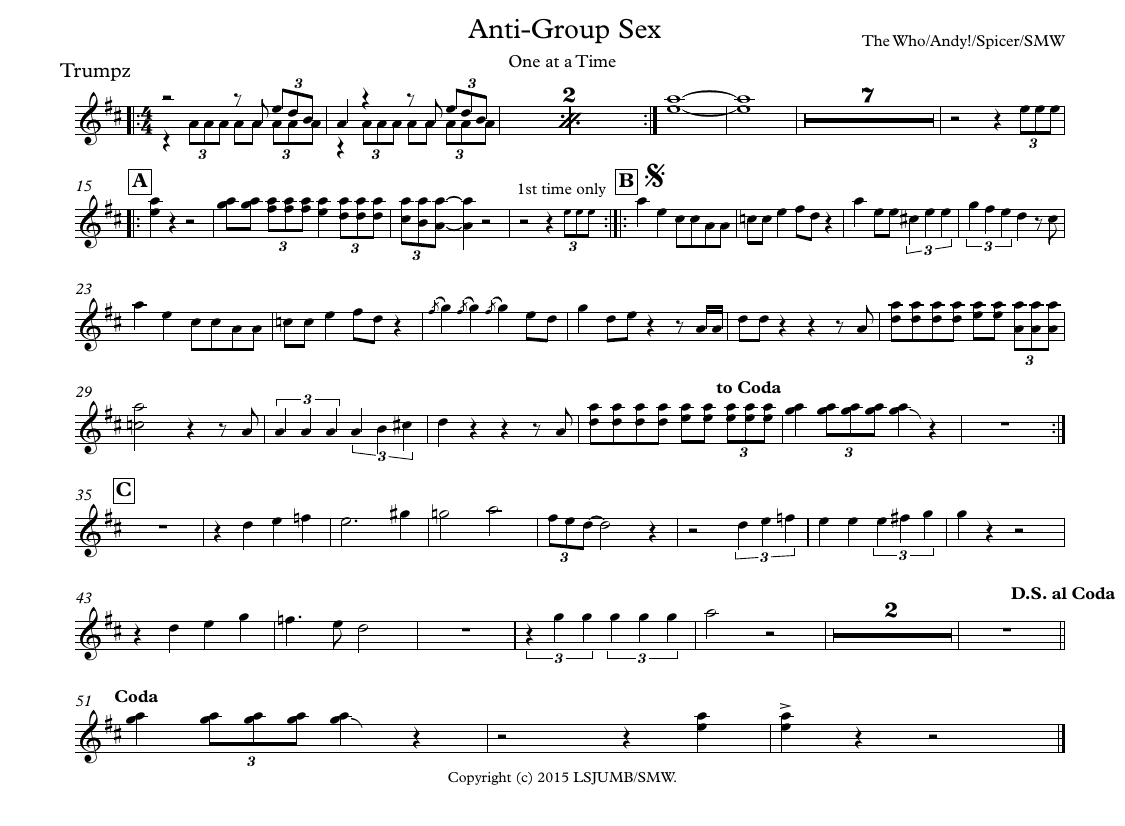 Anti-Group Sex
The Who/Andy!/Spicer/SMW
One at a Time
Trumpz
3 3
2 7
3 3 3 3 3
15 A 1st time only B
3 3 3 3 3 3
23
3
29 to Coda
3
3 3 3
35 C
3 3 3
43 D.S. al Coda
2
3 3
51 Coda
3
Copyright (c) 2015 LSJUMB/SMW.